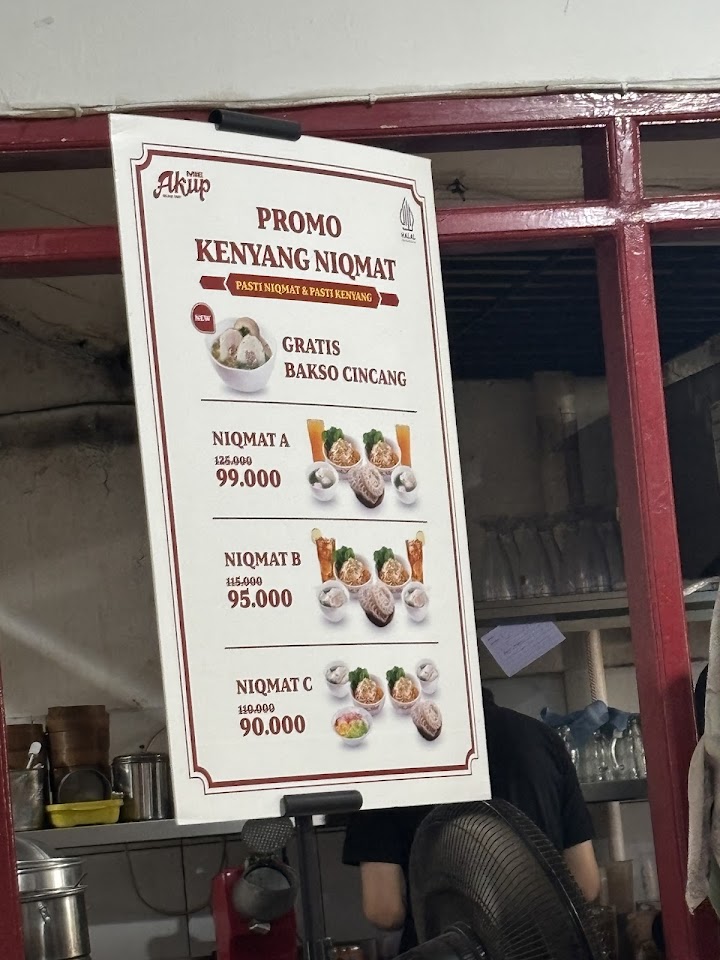 MIE
Akup
HALAL
PROMO
KENYANG NIQMAT
PASTI NIQMAT & PASTI KENYANG
NEW
GRATIS
BAKSO CINCANG
NIQMAT A
125.000
99.000
NIQMAT B
115.000
95.000
NIQMAT C
110.000
90.000